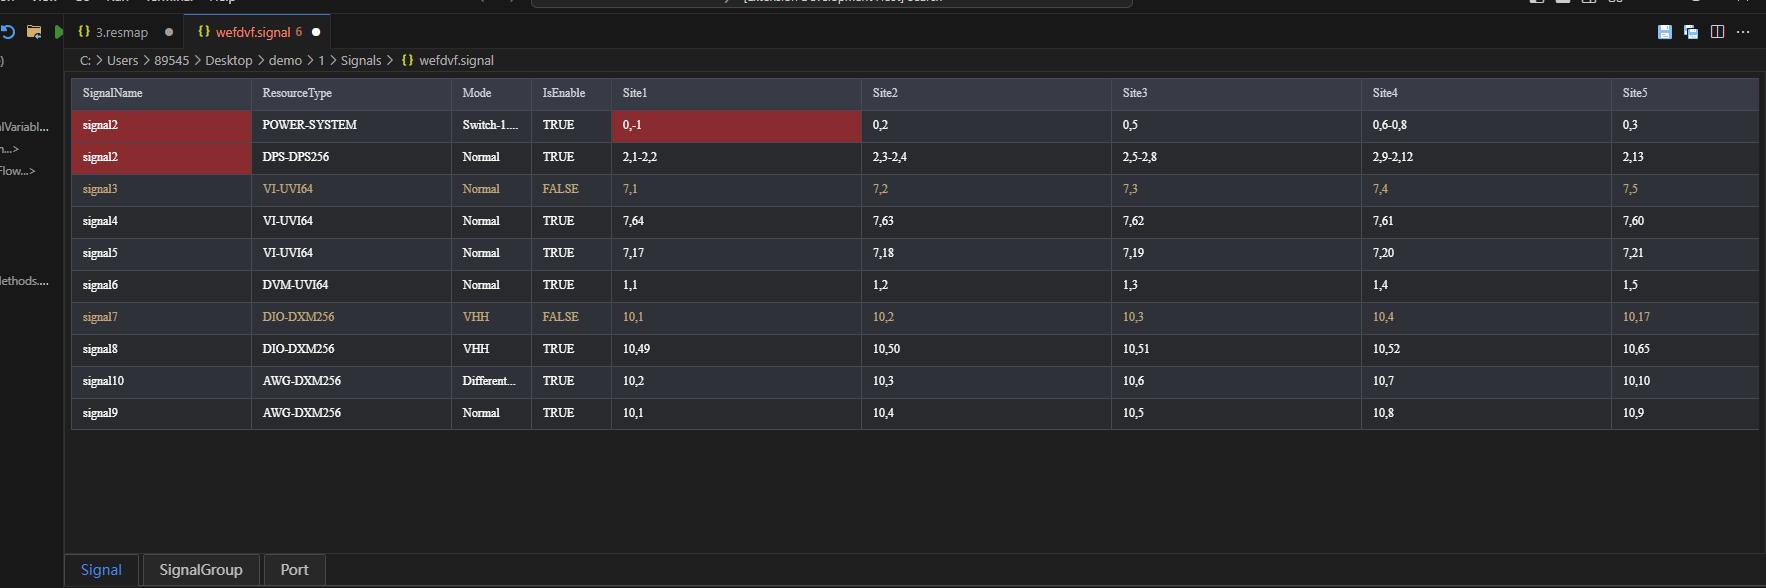 3.resmap
wefdvf.signal 6
C: > Users > 89545 > Desktop > demo > 1 > Signals > {} wefdvf.signal
SignalName ResourceType Mode IsEnable Site1 Site2 Site3 Site4 Site5
signal2 POWER-SYSTEM Switch-1.... TRUE 0,-1 0,2 0,5 0,6-0,8 0,3
signal2 DPS-DPS256 Normal TRUE 2,1-2,2 2,3-2,4 2,5-2,8 2,9-2,12 2,13
signal3 VI-UVI64 Normal FALSE 7,1 7,2 7,3 7,4 7,5
signal4 VI-UVI64 Normal TRUE 7,64 7,63 7,62 7,61 7,60
signal5 VI-UVI64 Normal TRUE 7,17 7,18 7,19 7,20 7,21
signal6 DVM-UVI64 Normal TRUE 1,1 1,2 1,3 1,4 1,5
signal7 DIO-DXM256 VHH FALSE 10,1 10,2 10,3 10,4 10,17
signal8 DIO-DXM256 VHH TRUE 10,49 10,50 10,51 10,52 10,65
signal10 AWG-DXM256 Different... TRUE 10,2 10,3 10,6 10,7 10,10
signal9 AWG-DXM256 Normal TRUE 10,1 10,4 10,5 10,8 10,9
lVariabl...
...>
Flow...>
lethods....
Signal SignalGroup Port